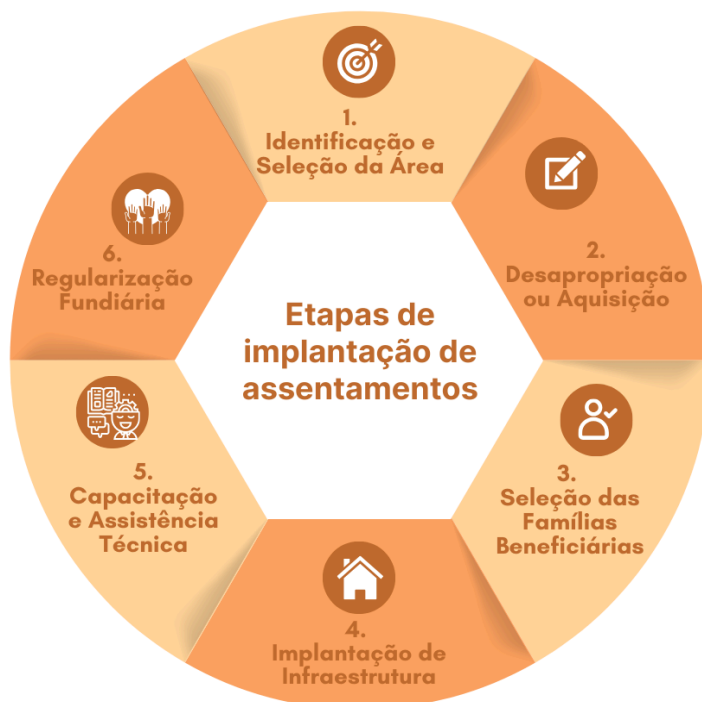 Etapas de
implantação de
assentamentos
1.
Identificação e
Seleção da Área
2.
Desapropriação
ou Aquisição
3.
Seleção das
Famílias
Beneficiárias
4.
Implantação de
Infraestrutura
5.
Capacitação
e Assistência
Técnica
6.
Regularização
Fundiária